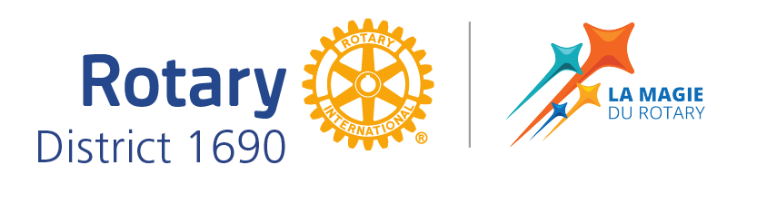 Rotary
District 1690
ROTARY
INTERNATIONAL
®
LA MAGIE
DU ROTARY